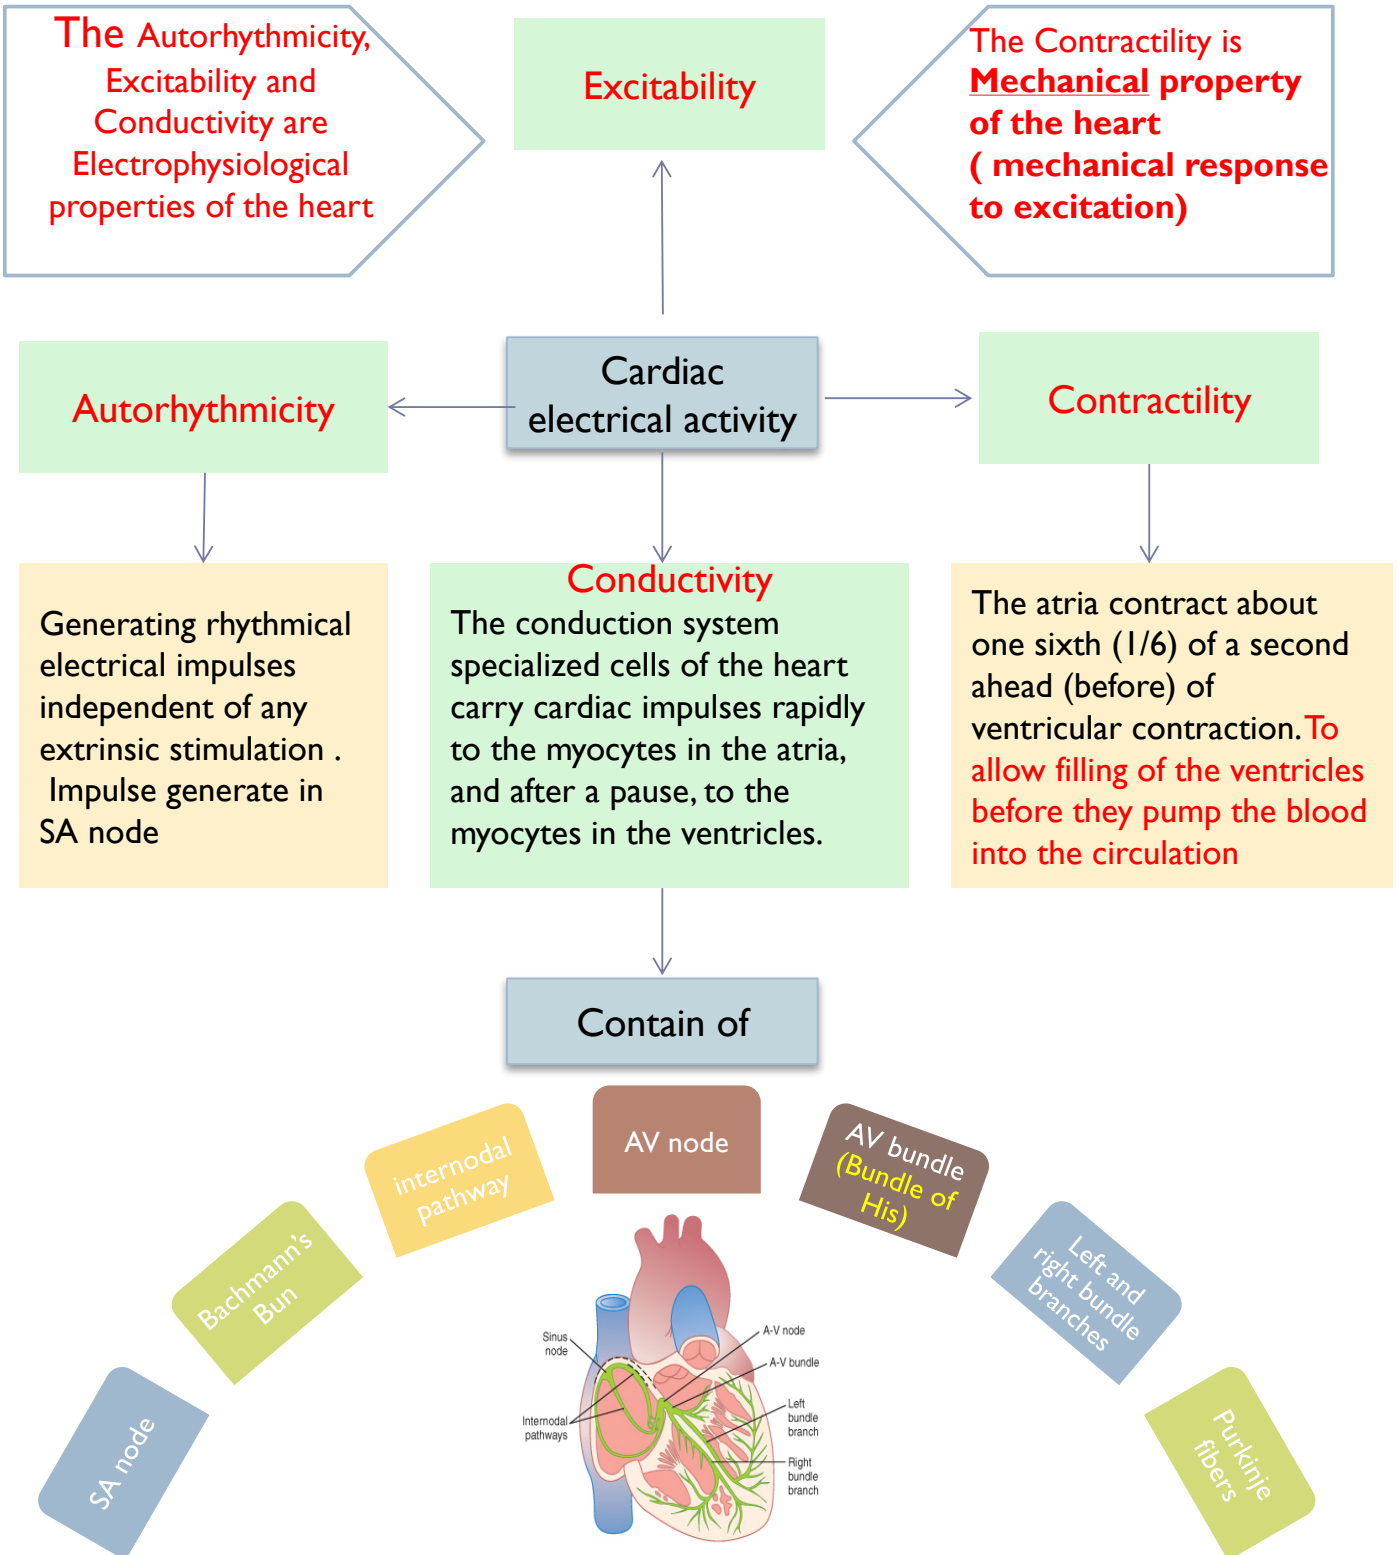 The Autorhythmicity,
Excitability and
Conductivity are
Electrophysiological
properties of the heart
Excitability
The Contractility is
Mechanical property
of the heart
( mechanical response
to excitation)
Autorhythmicity
Cardiac
electrical activity
Contractility
Generating rhythmical
electrical impulses
independent of any
extrinsic stimulation .
Impulse generate in
SA node
Conductivity
The conduction system
specialized cells of the heart
carry cardiac impulses rapidly
to the myocytes in the atria,
and after a pause, to the
myocytes in the ventricles.
The atria contract about
one sixth (1/6) of a second
ahead (before) of
ventricular contraction. To
allow filling of the ventricles
before they pump the blood
into the circulation
Contain of
SA node
Bachmann's
Bun
internodal
pathway
AV node
AV bundle
(Bundle of
His)
Left and
right bundle
branches
Purkinje
fibers
Sinus
node
Internodal
pathways
A-V node
A-V bundle
Left
bundle
branch
Right
bundle
branch